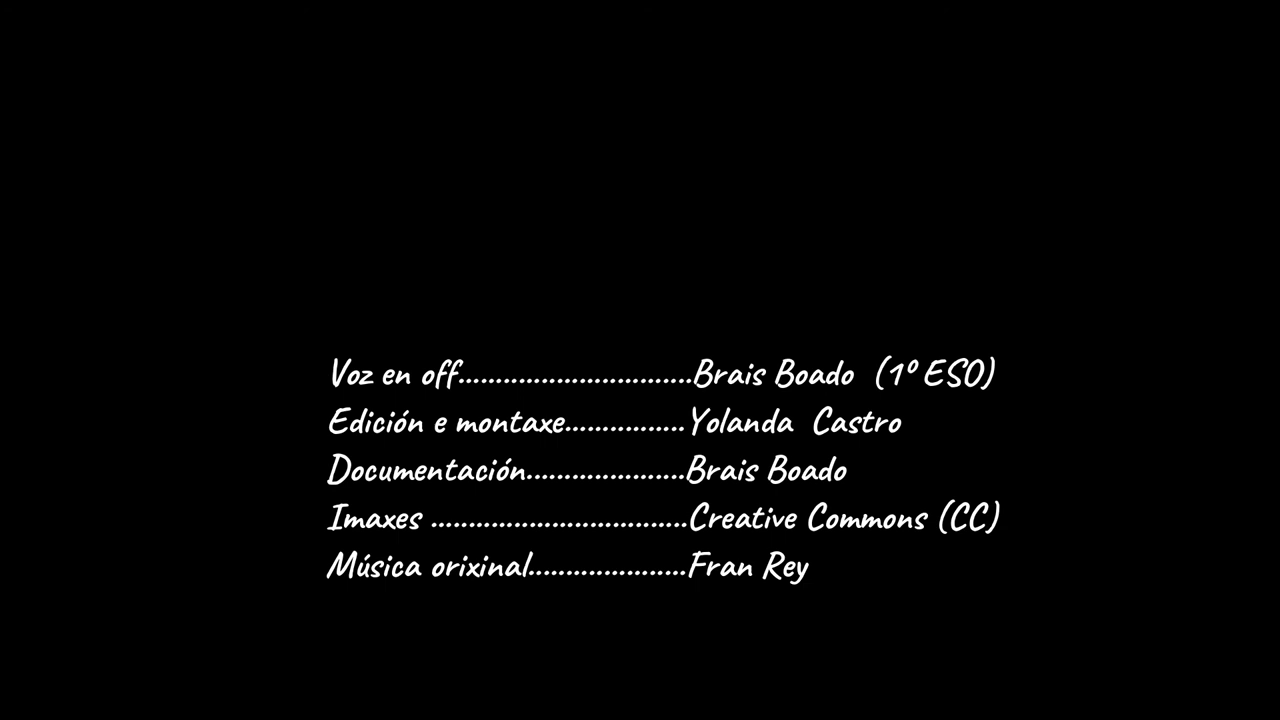 Voz en off...............................Brais Boado (1º ESO)
Edición e montaxe................Yolanda Castro
Documentación.....................Brais Boado
Imaxes ..................................Creative Commons (CC)
Música orixinal.....................Fran Rey